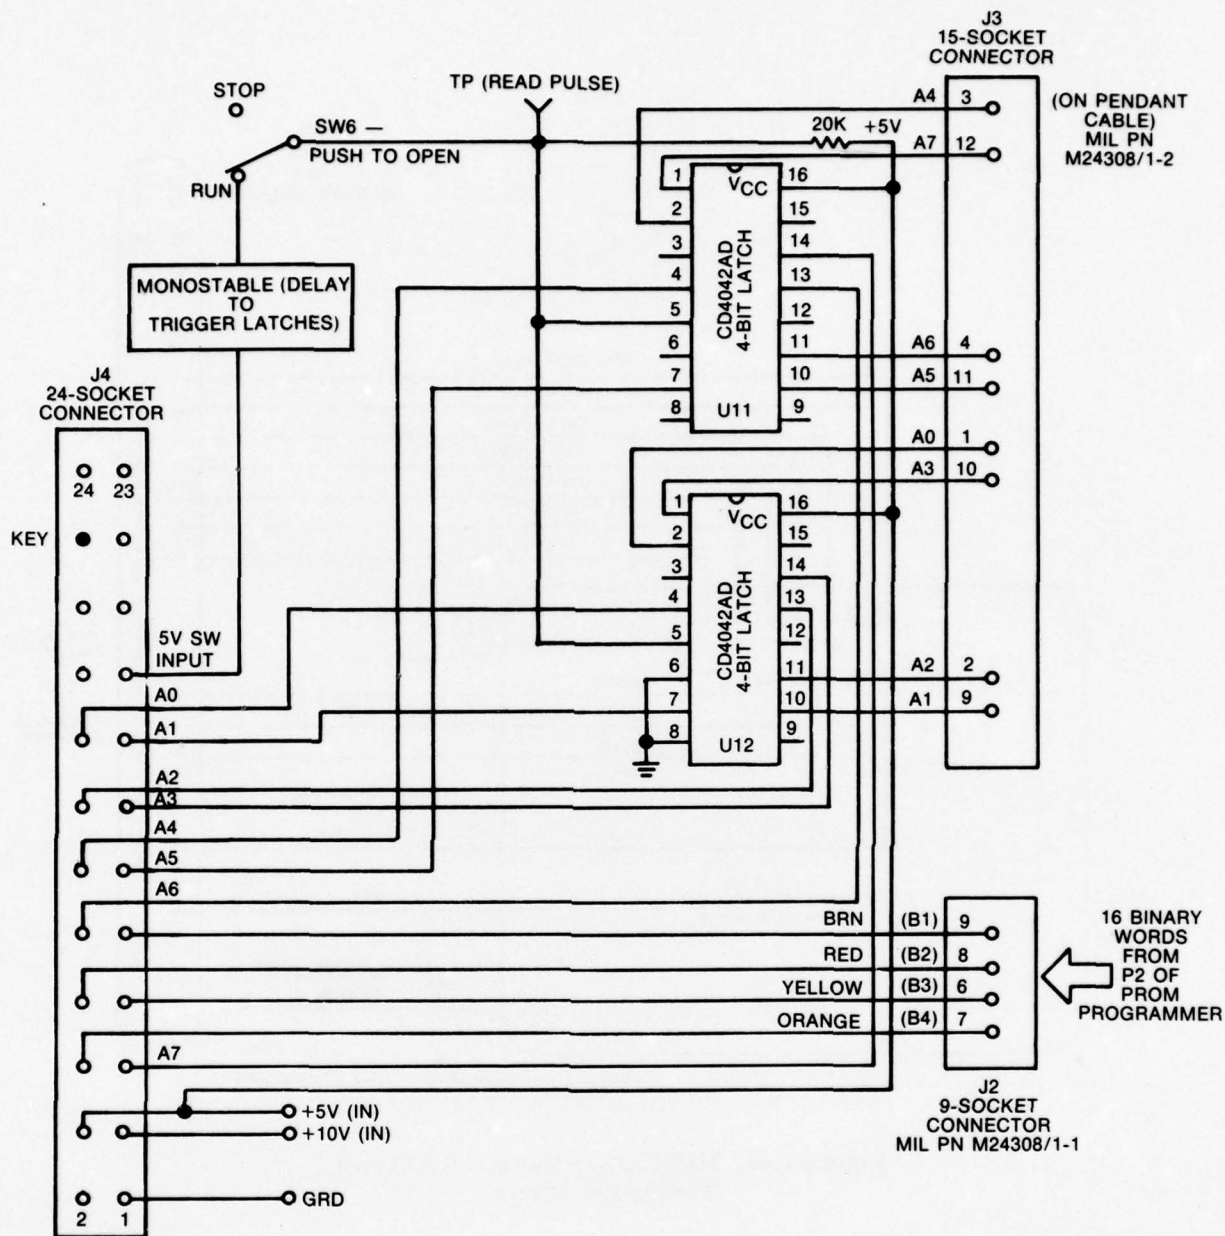 J3
15-SOCKET
CONNECTOR
(ON PENDANT
CABLE)
MIL PN
M24308/1-2
STOP
TP (READ PULSE)
SW6 —
PUSH TO OPEN
RUN
20K
+5V
A4 3
A7 12
A6 4
A5 11
A0 1
A3 10
A2 2
A1 9
MONOSTABLE (DELAY
TO
TRIGGER LATCHES)
1
2
3
4
5
6
7
8
VCC
CD4042AD
4-BIT LATCH
U11
16
15
14
13
12
11
10
9
1
2
3
4
5
6
7
8
VCC
CD4042AD
4-BIT LATCH
U12
16
15
14
13
12
11
10
9
J4
24-SOCKET
CONNECTOR
24 23
KEY
5V SW
INPUT
A0
A1
A2
A3
A4
A5
A6
A7
+5V (IN)
+10V (IN)
GRD
2 1
BRN (B1) 9
RED (B2) 8
YELLOW (B3) 6
ORANGE (B4) 7
16 BINARY
WORDS
FROM
P2 OF
PROM
PROGRAMMER
J2
9-SOCKET
CONNECTOR
MIL PN M24308/1-1